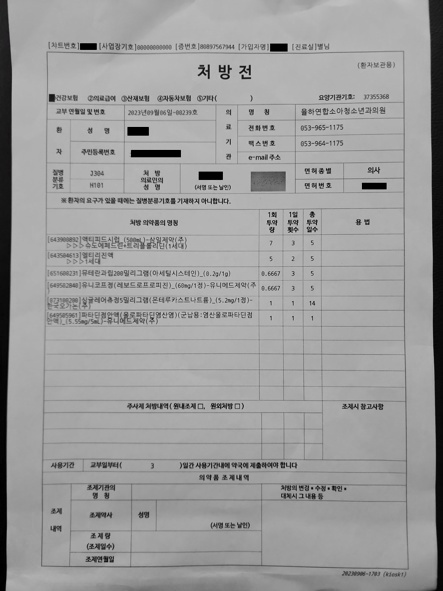 [차트번호] [사업장기호]00000000000 [증번호]80897567944 [가입자명] [진료실]별님
처 방 전
(환자보관용)
건강보험 ②의료급여 ③산재보험 ④자동차보험 ⑤기타( )
요양기관기호: 37355368
교부 연월일 및 번호
2023년09월06일-00239호
의 료 기 관
명 칭
율하연합소아청소년과의원
환 자
성 명
전화번호
053-965-1175
팩스번호
053-964-1175
주민등록번호
e-mail 주소
질병 분류 기호
2304
H101
처 방 의료인의 성 명
(서명 또는 날인)
면허종별
의사
면허번호
※ 환자의 요구가 있을 때에는 질병분류기호를 기재하지 아니합니다.
처방 의약품의 명칭
1회 투약량
1일 투여 횟수
총 투약 일수
용 법
액티피드시럽_(500mL)-삼일제약(주)
7 3 5
>>>슈도에페드린+트리프롤리딘(1세대)
엘티리진액
5 2 5
>>>1세대
뮤테란과립200밀리그램(아세틸시스테인)_(0.2g/1g)
0.6667 3 5
유니코프정(레보드로프로피진)_(60mg/1정)-유니메드제약(주
0.6667 3 5
싱귤레어츄정5밀리그램(몬테루카스트나트륨)_(5.2mg/1정)-
한국오가논(주)
1 1 14
파타딘점안액(올로파타딘염산염)(군납용:염산올로파타딘점
안액)_(5.55mg/5mL)-유니메드제약(주)
1 1 1
주사제 처방내역( 원내조제 □, 원외처방 □ )
조제시 참고사항
사용기간
교부일부터( 3 )일간 사용기간내에 약국에 제출하여야 합니다
의 약 품 조 제 내 역
조제 내역
조제기관의 명 칭
처방의 변경 • 수정 • 확인 •
대체시 그 내용 등
조제약사
성명
(서명 또는 날인)
조 제 량
(조제일수)
조제연월일
20230906-1703 (kiosk1)